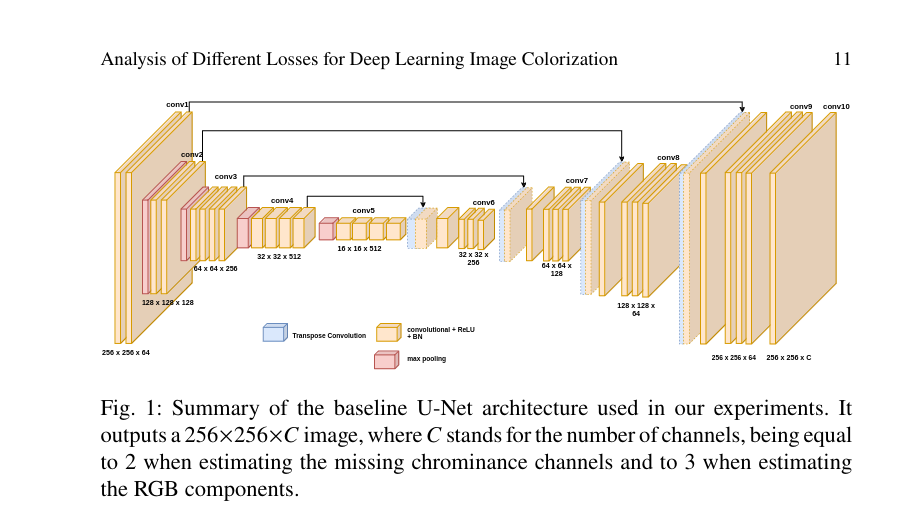 Analysis of Different Losses for Deep Learning Image Colorization 11
conv1
conv2
conv3
conv4
conv5
conv6
conv7
conv8
conv9
conv10
256 x 256 x 64
128 x 128 x 128
64 x 64 x 256
32 x 32 x 512
16 x 16 x 512
32 x 32 x
256
64 x 64 x
128
128 x 128 x
64
256 x 256 x 64
256 x 256 x C
Transpose Convolution
convolutional + ReLU
+ BN
max pooling
Fig. 1: Summary of the baseline U-Net architecture used in our experiments. It
outputs a 256×256×C image, where C stands for the number of channels, being equal
to 2 when estimating the missing chrominance channels and to 3 when estimating
the RGB components.